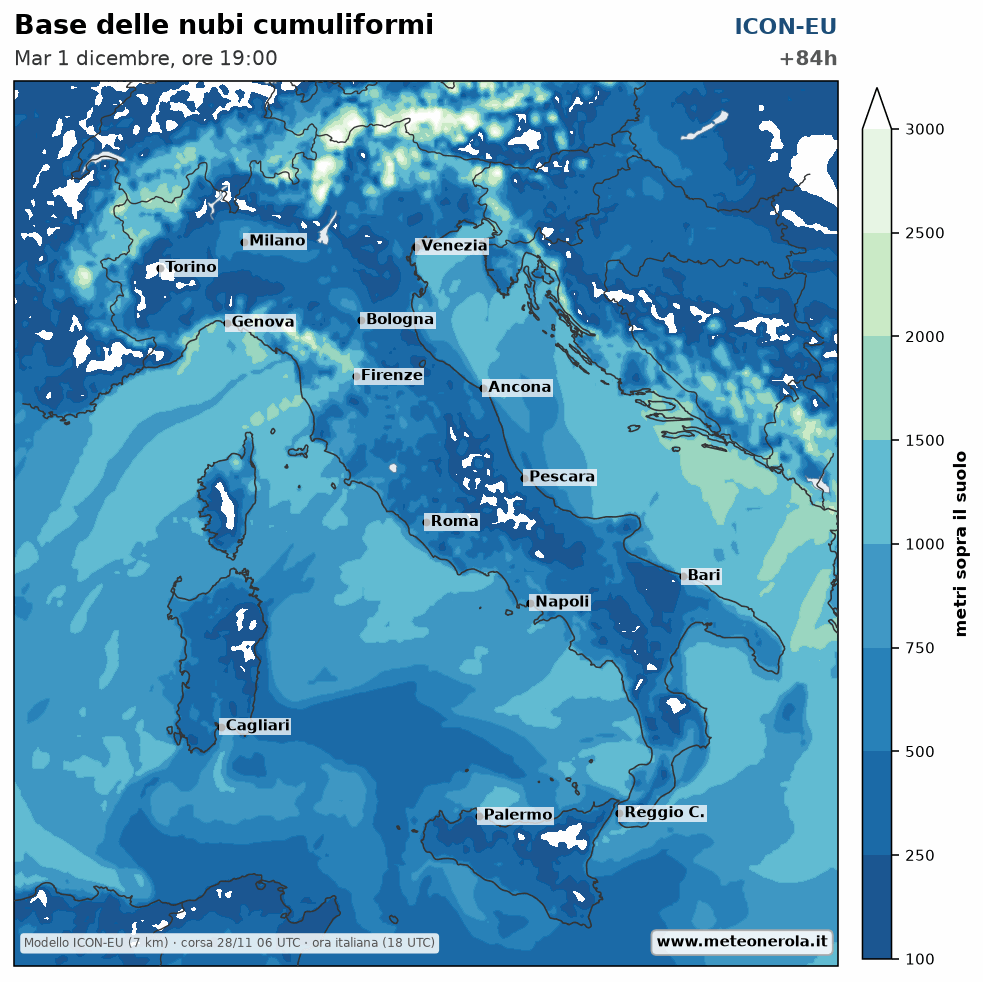 Base delle nubi cumuliformi
ICON-EU
Mar 1 dicembre, ore 19:00
+84h
3000
2500
2000
1500
1000
750
500
250
100
metri sopra il suolo
Milano
Venezia
Torino
Genova
Bologna
Firenze
Ancona
Pescara
Roma
Bari
Napoli
Cagliari
Palermo
Reggio C.
Modello ICON-EU (7 km) · corsa 28/11 06 UTC · ora italiana (18 UTC)
www.meteonerola.it